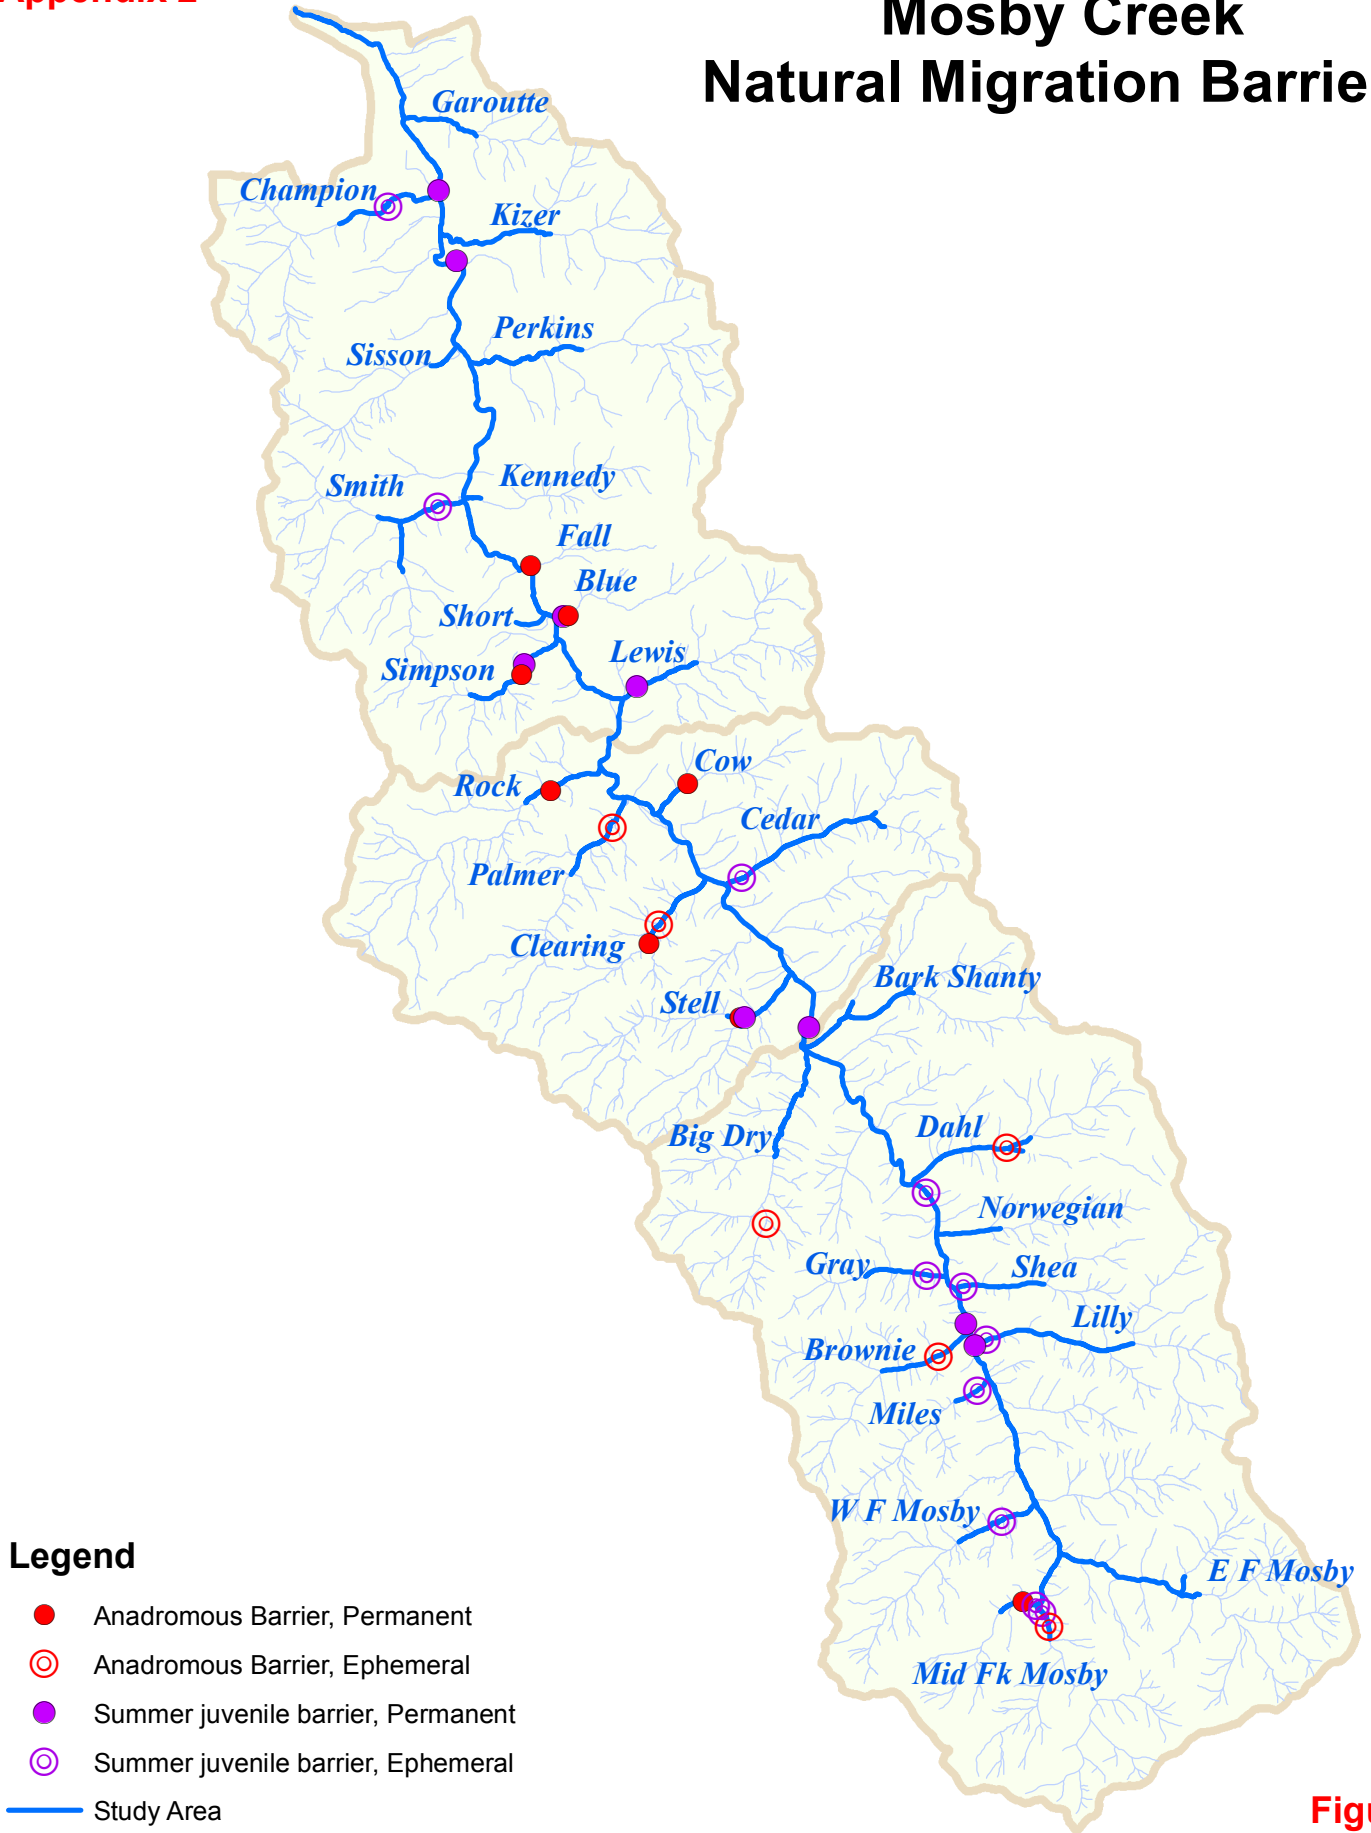 Appendix
Mosby Creek
Natural Migration Barrie
Garoutte
Champion
Kizer
Perkins
Sisson
Smith
Kennedy
Fall
Blue
Short
Lewis
Simpson
Cow
Rock
Cedar
Palmer
Clearing
Bark Shanty
Stell
Dahl
Big Dry
Norwegian
Gray
Shea
Lilly
Brownie
Miles
W F Mosby
E F Mosby
Mid Fk Mosby
Legend
Anadromous Barrier, Permanent
Anadromous Barrier, Ephemeral
Summer juvenile barrier, Permanent
Summer juvenile barrier, Ephemeral
Study Area
Figu